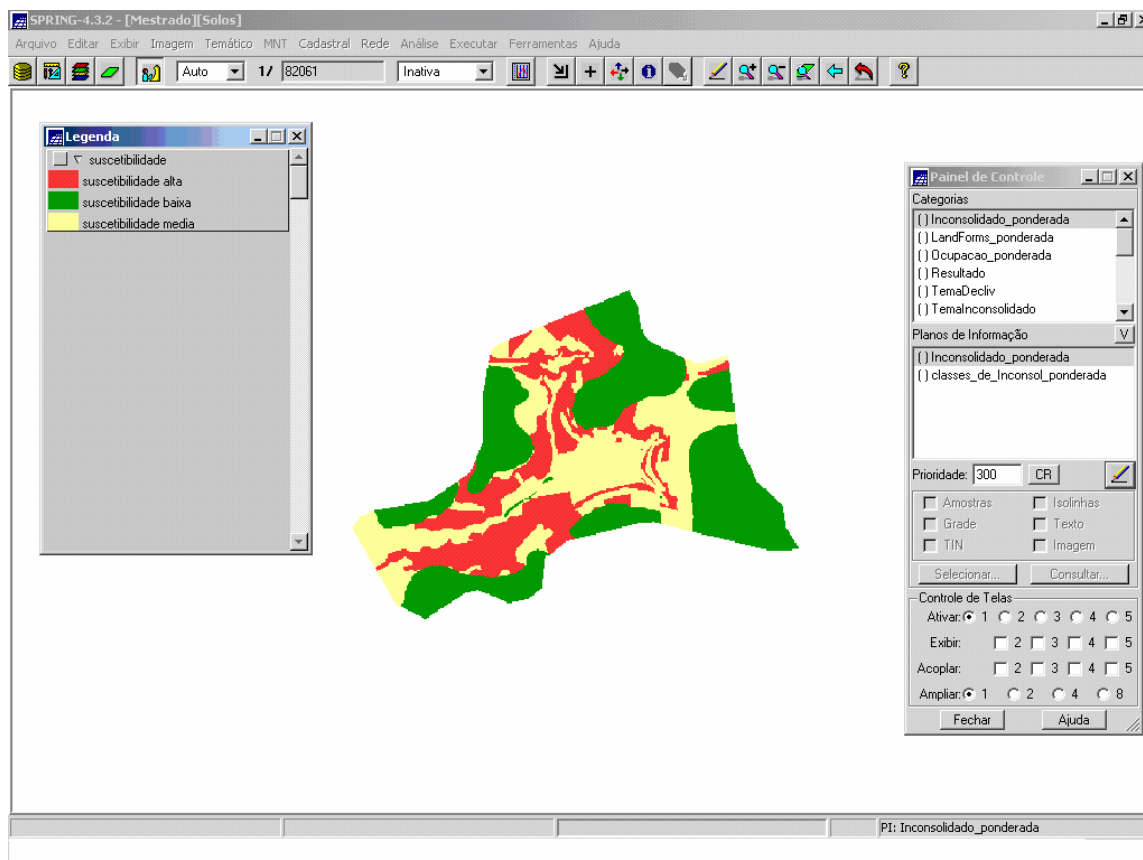 SPRING-4.3.2 - [Mestrado][Solos]
Arquivo Editar Exibir Imagem Temático MNT Cadastral Rede Análise Executar Ferramentas Ajuda
Auto 1/ 82061 Inativa
Legenda
suscetibilidade
suscetibilidade alta
suscetibilidade baixa
suscetibilidade media
Painel de Controle
Categorias
( ) Inconsolidado_ponderada
( ) LandForms_ponderada
( ) Ocupacao_ponderada
( ) Resultado
( ) TemaDecliv
( ) TemaInconsolidado
Planos de Informação V
( ) Inconsolidado_ponderada
( ) classes_de_Inconsol_ponderada
Prioridade: 300 CR
Amostras Isolinhas
Grade Texto
TIN Imagem
Selecionar... Consultar...
Controle de Telas
Ativar: 1 2 3 4 5
Exibir: 2 3 4 5
Acoplar: 2 3 4 5
Ampliar: 1 2 4 8
Fechar Ajuda
PI: Inconsolidado_ponderada